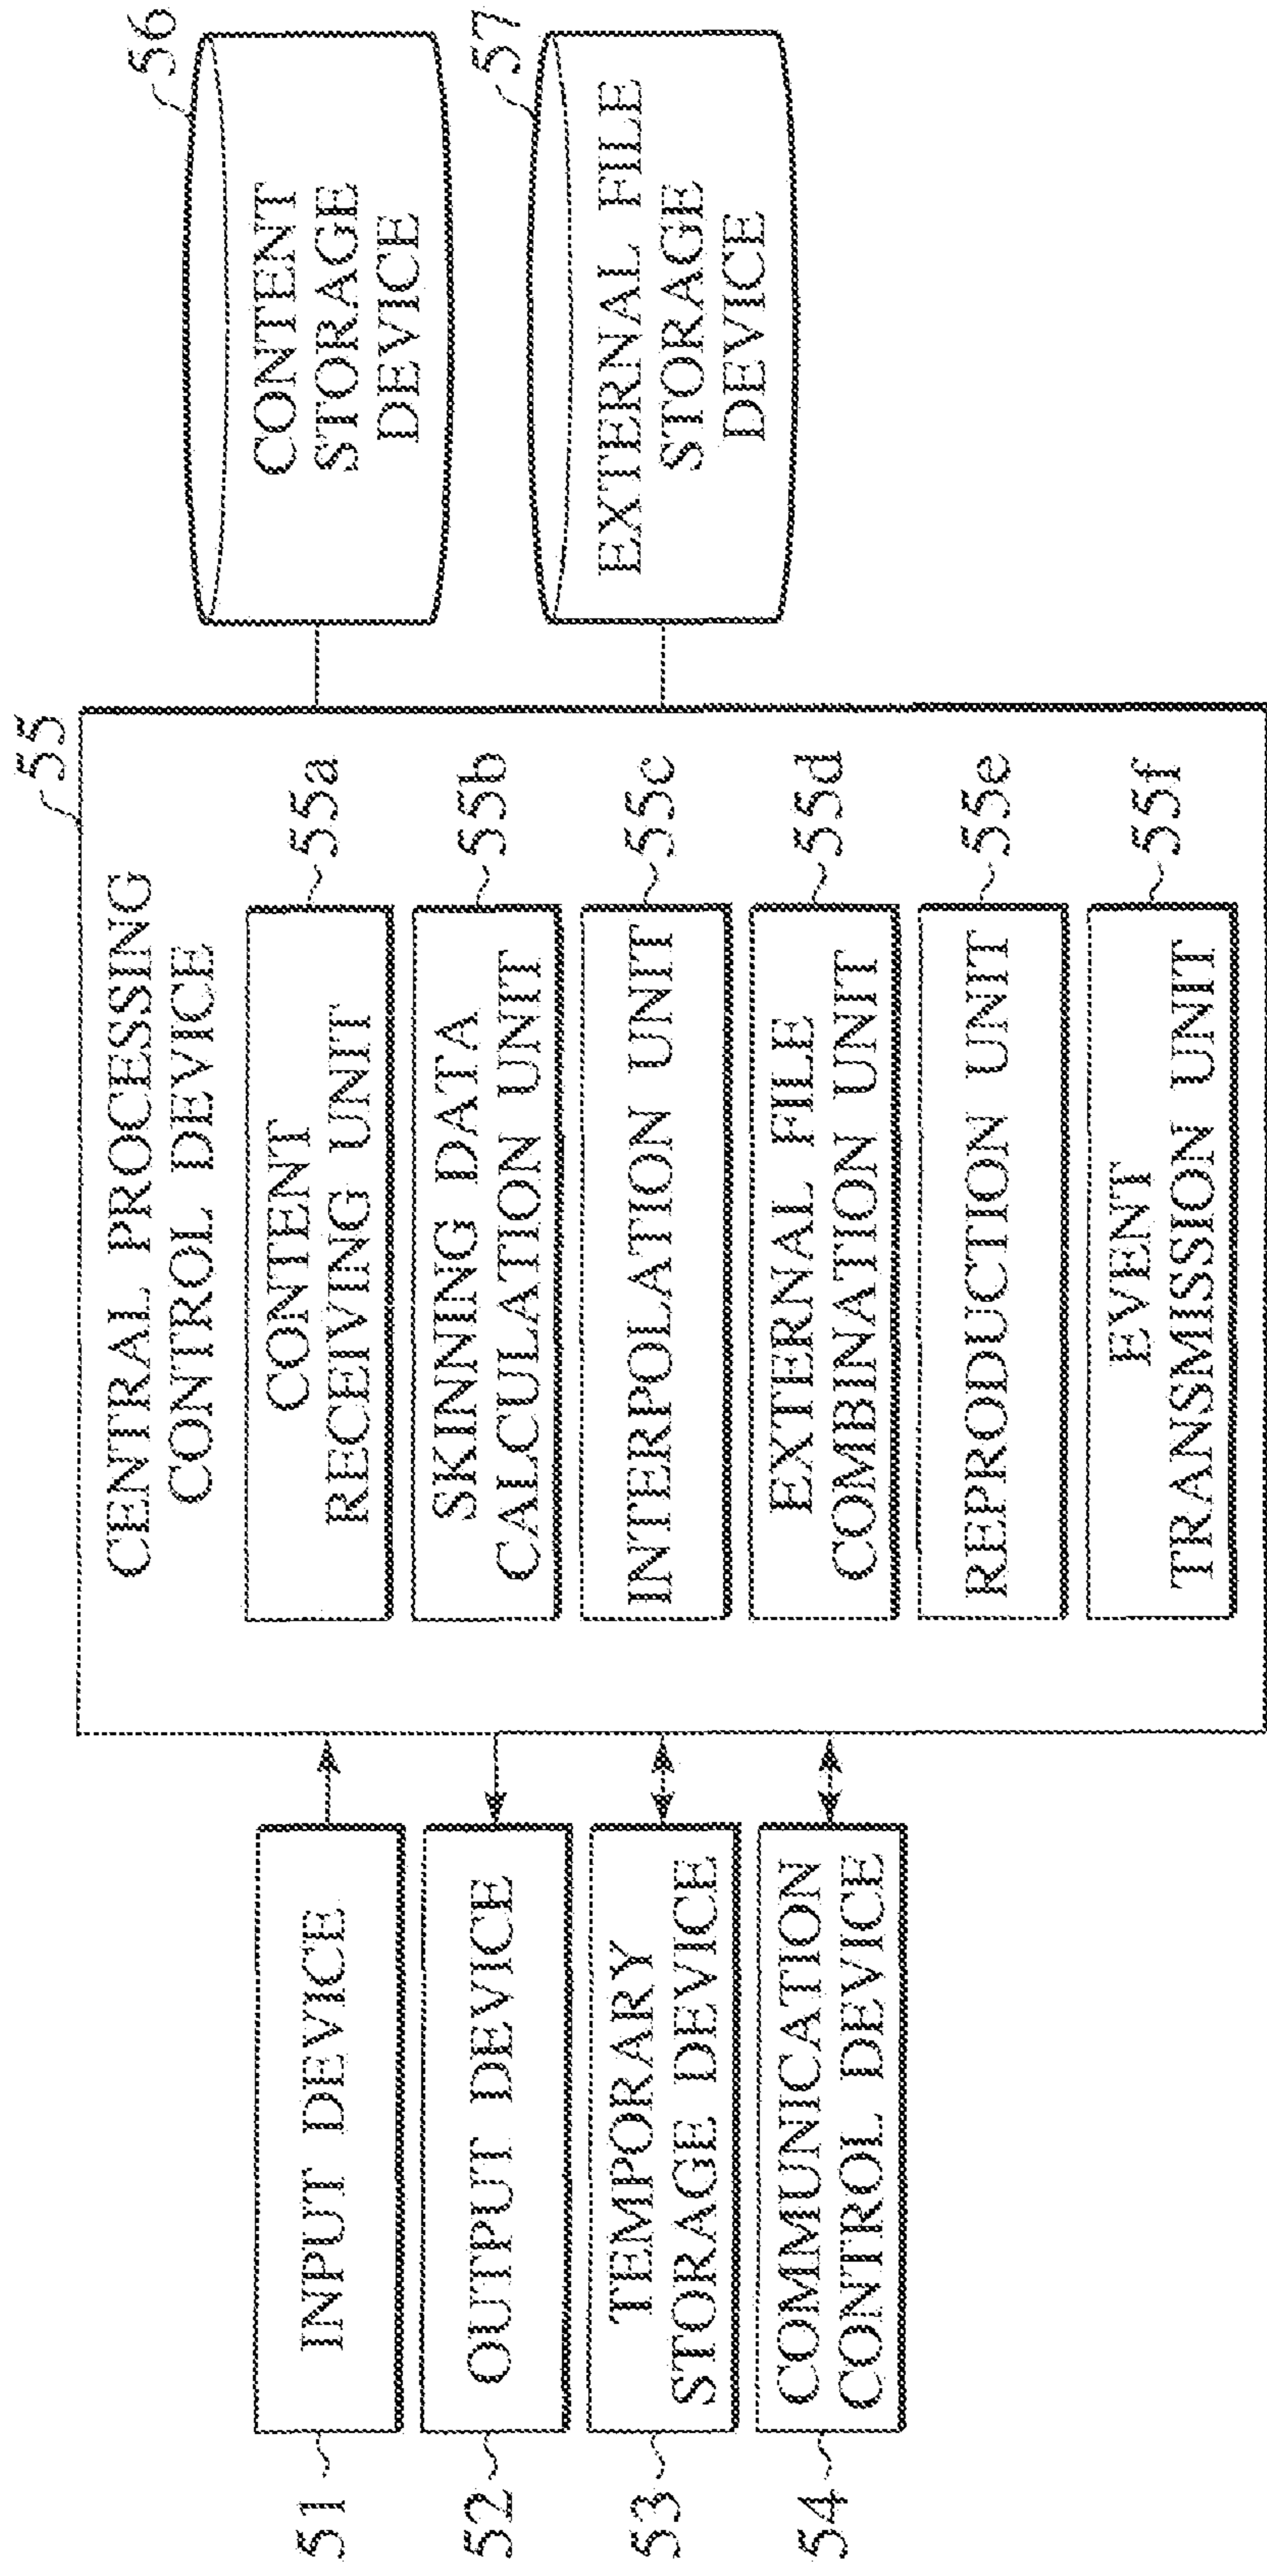 55
CENTRAL PROCESSING
CONTROL DEVICE
51
INPUT DEVICE
52
OUTPUT DEVICE
53
TEMPORARY
STORAGE DEVICE
54
COMMUNICATION
CONTROL DEVICE
CONTENT
RECEIVING UNIT
55a
SKINNING DATA
CALCULATION UNIT
55b
INTERPOLATION UNIT
55c
EXTERNAL FILE
COMBINATION UNIT
55d
REPRODUCTION UNIT
55e
EVENT
TRANSMISSION UNIT
55f
56
CONTENT
STORAGE
DEVICE
57
EXTERNAL FILE
STORAGE
DEVICE